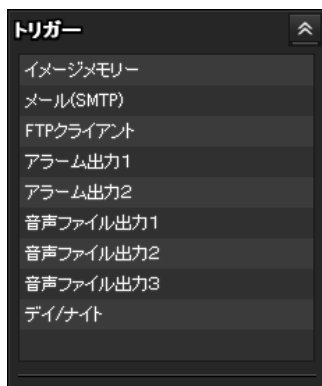 トリガー
イメージメモリー
メール(SMTP)
FTPクライアント
アラーム出力1
アラーム出力2
音声ファイル出力1
音声ファイル出力2
音声ファイル出力3
デイ/ナイト